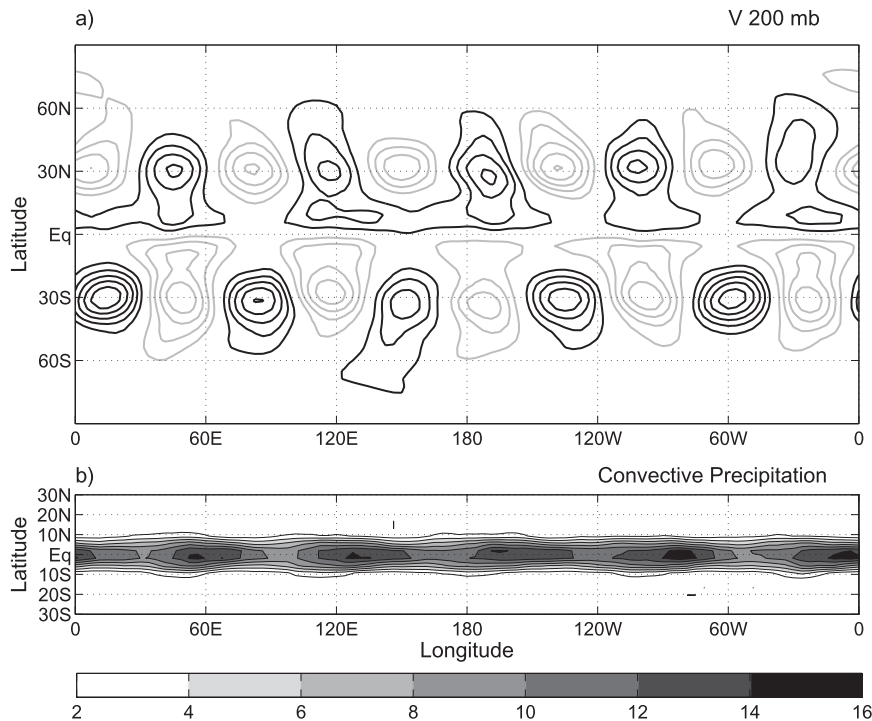 a) V 200 mb
60N
30N
Eq
30S
60S
Latitude
0 60E 120E 180 120W 60W 0
b) Convective Precipitation
30N
20N
10N
Eq
10S
20S
30S
Latitude
0 60E 120E 180 120W 60W 0
Longitude
2 4 6 8 10 12 14 16